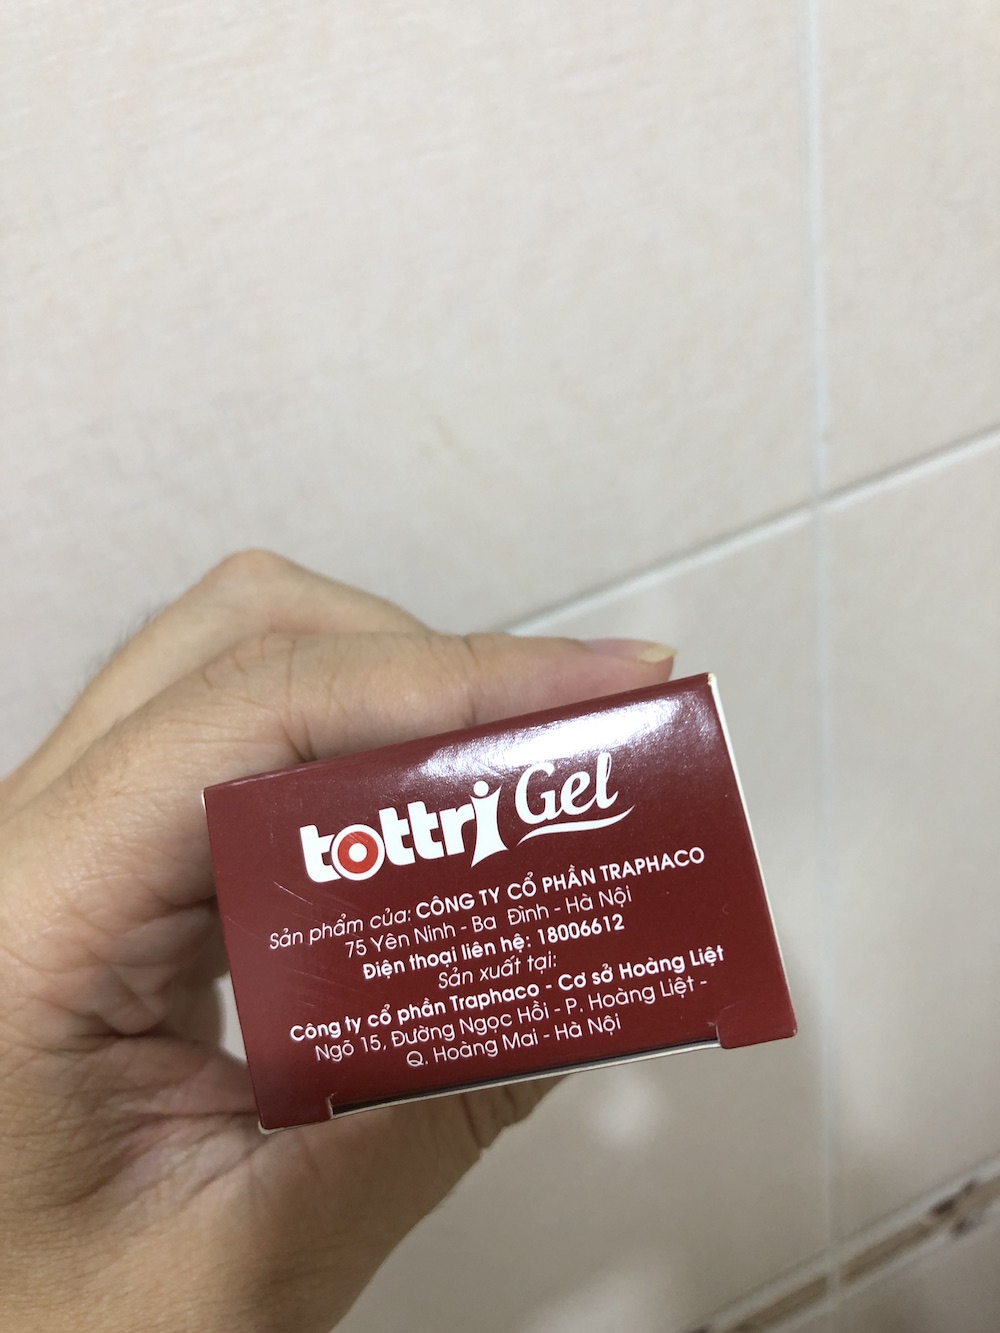 tottri Gel
Sản phẩm của: CÔNG TY CỔ PHẦN TRAPHACO
75 Yên Ninh - Ba Đình - Hà Nội
Điện thoại liên hệ: 18006612
Sản xuất tại:
Công ty cổ phần Traphaco - Cơ sở Hoàng Liệt
Ngõ 15, Đường Ngọc Hồi - P. Hoàng Liệt -
Q. Hoàng Mai - Hà Nội